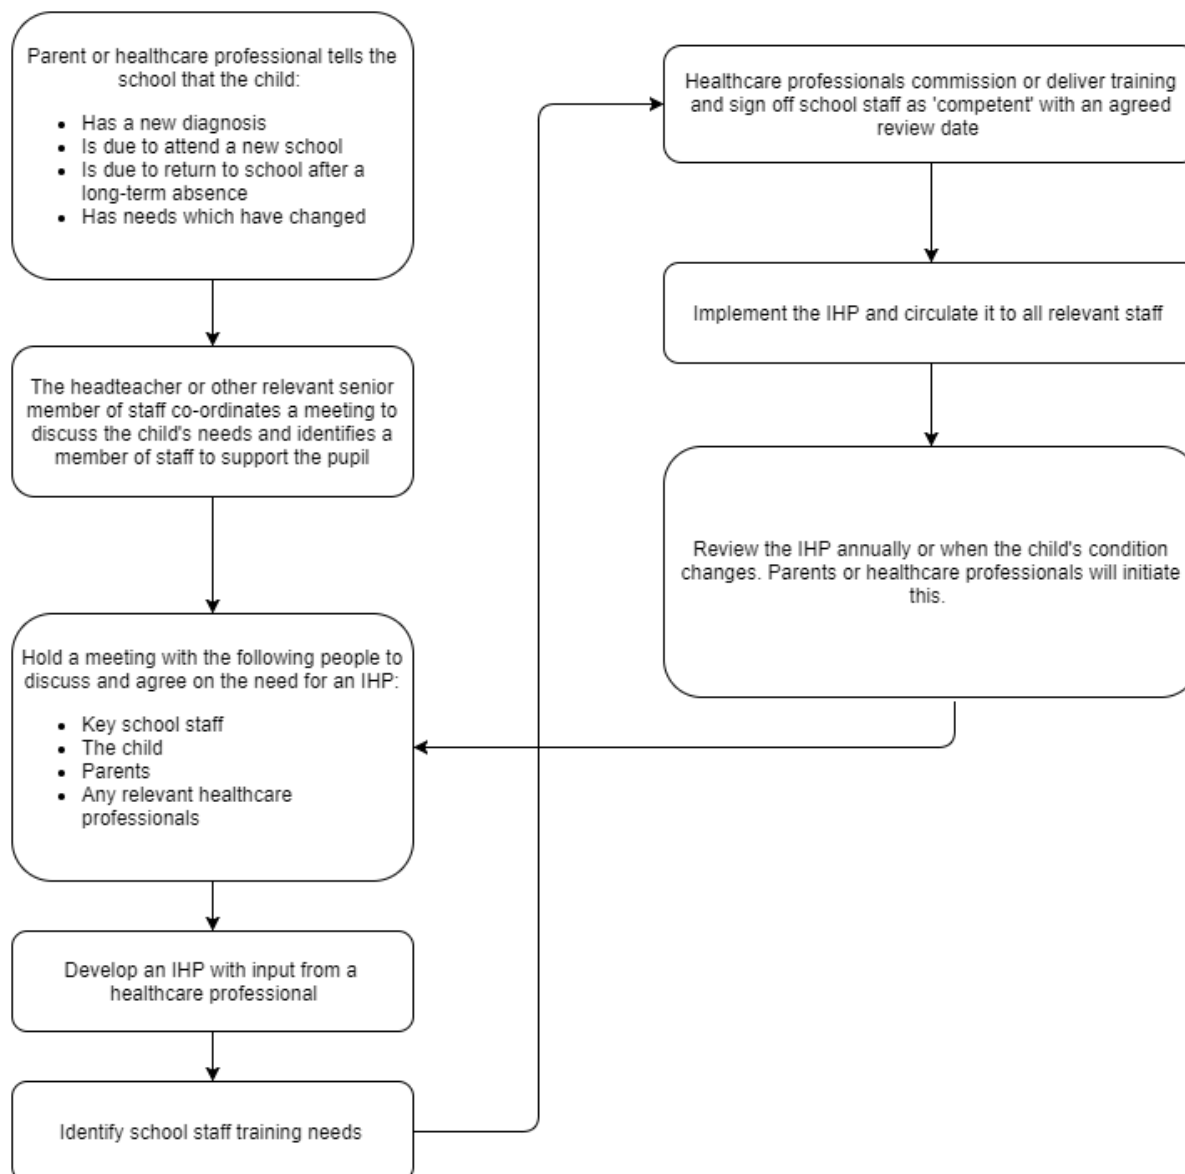 Parent or healthcare professional tells the
school that the child:
• Has a new diagnosis
• Is due to attend a new school
• Is due to return to school after a
long-term absence
• Has needs which have changed
The headteacher or other relevant senior
member of staff co-ordinates a meeting to
discuss the child's needs and identifies a
member of staff to support the pupil
Hold a meeting with the following people to
discuss and agree on the need for an IHP:
• Key school staff
• The child
• Parents
• Any relevant healthcare
professionals
Develop an IHP with input from a
healthcare professional
Identify school staff training needs
Healthcare professionals commission or deliver training
and sign off school staff as 'competent' with an agreed
review date
Implement the IHP and circulate it to all relevant staff
Review the IHP annually or when the child's condition
changes. Parents or healthcare professionals will initiate
this.